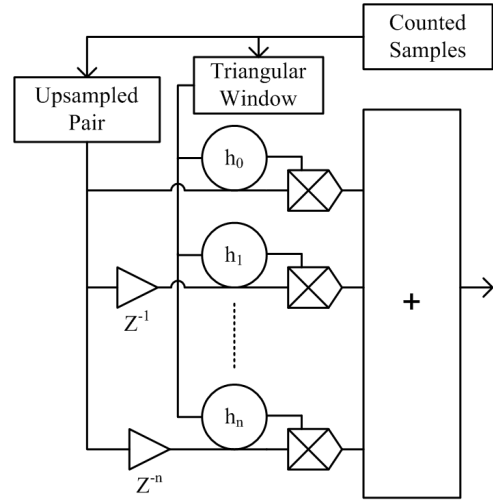 Counted
Samples
Triangular
Window
Upsampled
Pair
h₀
h₁
Z⁻¹
+
hₙ
Z⁻ⁿ